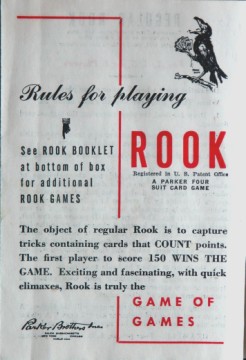 Rules for playing
See ROOK BOOKLET
at bottom of box
for additional
ROOK GAMES
ROOK
Registered in U. S. Patent Office
A PARKER FOUR
SUIT CARD GAME
The object of regular Rook is to capture
tricks containing cards that COUNT points.
The first player to score 150 WINS THE
GAME. Exciting and fascinating, with quick
climaxes, Rook is truly the
GAME OF
GAMES
Parker Brothers Inc